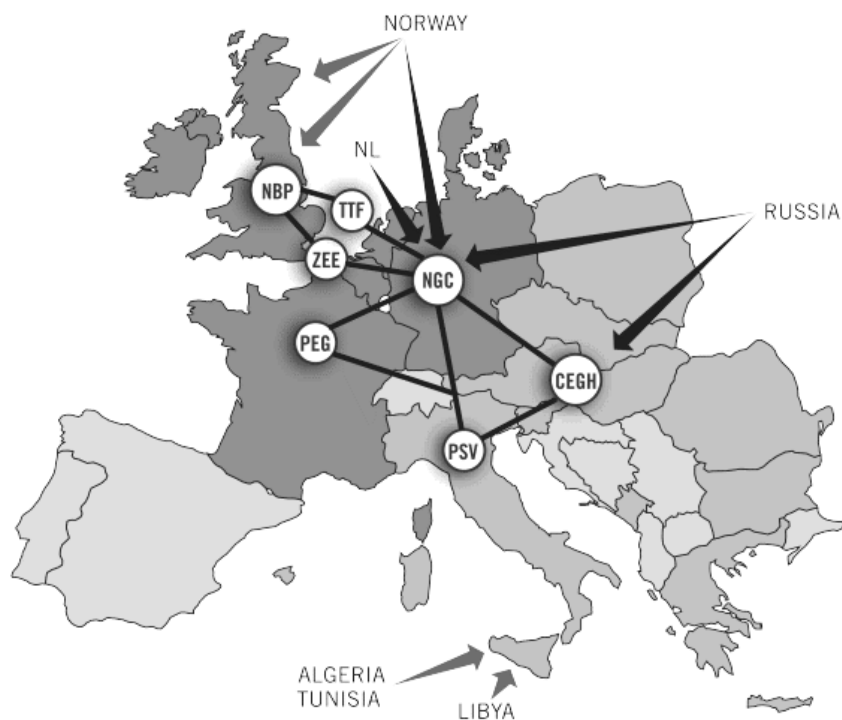 NORWAY
NL
NBP
TTF
RUSSIA
ZEE
NGC
PEG
CEGH
PSV
ALGERIA
TUNISIA
LIBYA